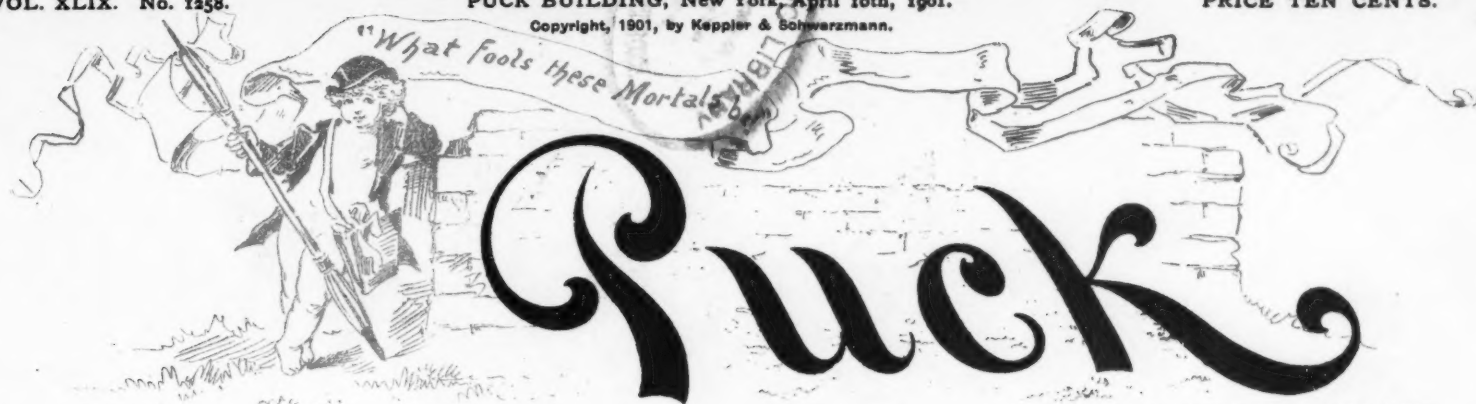 VOL. XLIX. No. 1258.
PUCK BUILDING, New York, April 10th, 1901.
PRICE TEN CENTS.
Copyright, 1901, by Keppler & Schwarzmann.
"What fools these Mortals be!"
LIBRA
Puck